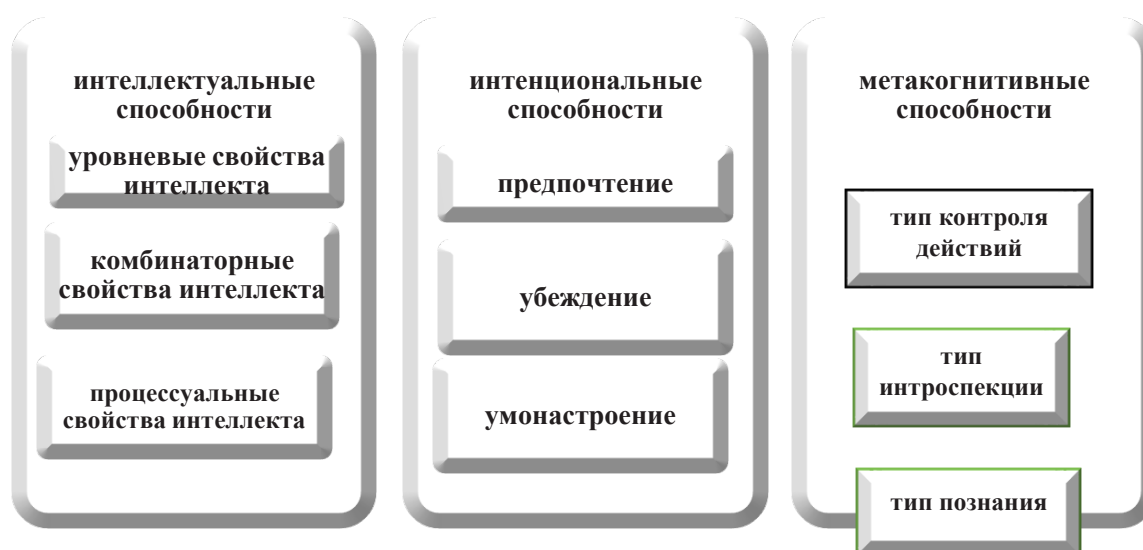 интеллектуальные
способности
уровневые свойства
интеллекта
комбинаторные
свойства интеллекта
процессуальные
свойства интеллекта
интенциональные
способности
предпочтение
убеждение
умонастроение
метакогнитивные
способности
тип контроля
действий
тип
интроспекции
тип познания